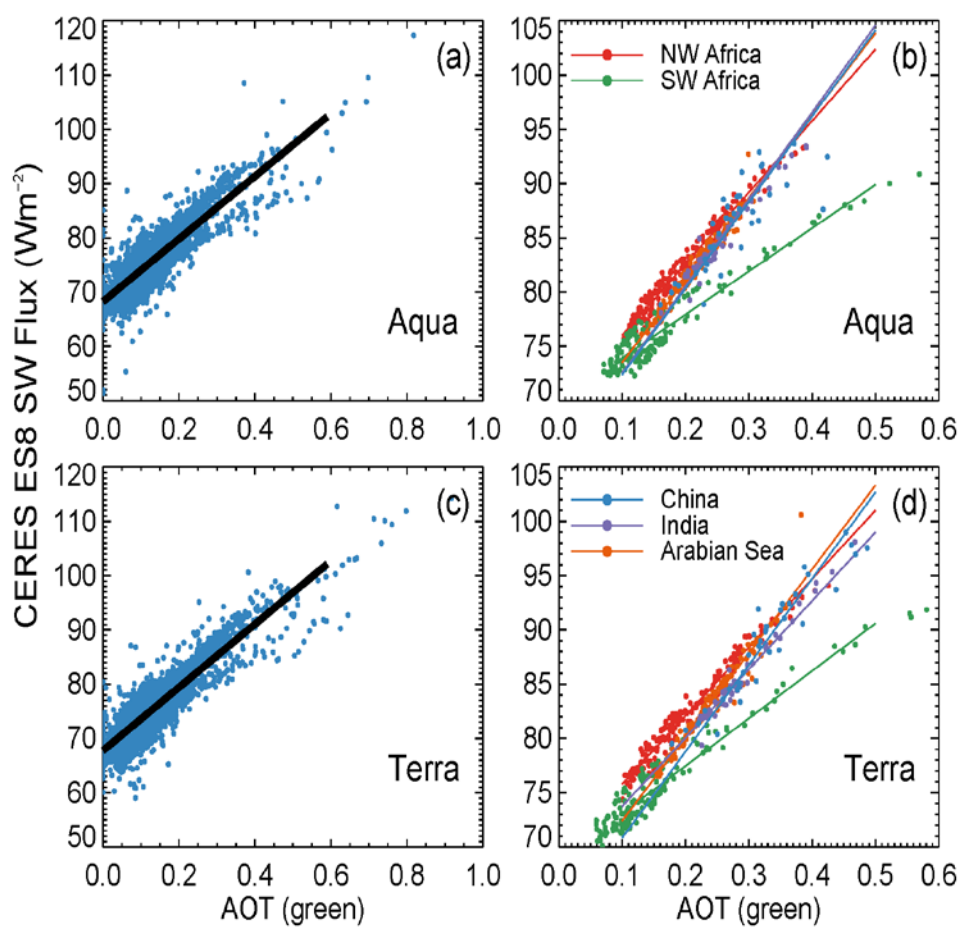 CERES ES8 SW Flux (Wm⁻²)
120
110
100
90
80
70
60
50
(a)
Aqua
0.0 0.2 0.4 0.6 0.8 1.0
105
100
95
90
85
80
75
70
NW Africa
SW Africa
(b)
Aqua
0.0 0.1 0.2 0.3 0.4 0.5 0.6
120
110
100
90
80
70
60
50
(c)
Terra
0.0 0.2 0.4 0.6 0.8 1.0
AOT (green)
105
100
95
90
85
80
75
70
China
India
Arabian Sea
(d)
Terra
0.0 0.1 0.2 0.3 0.4 0.5 0.6
AOT (green)